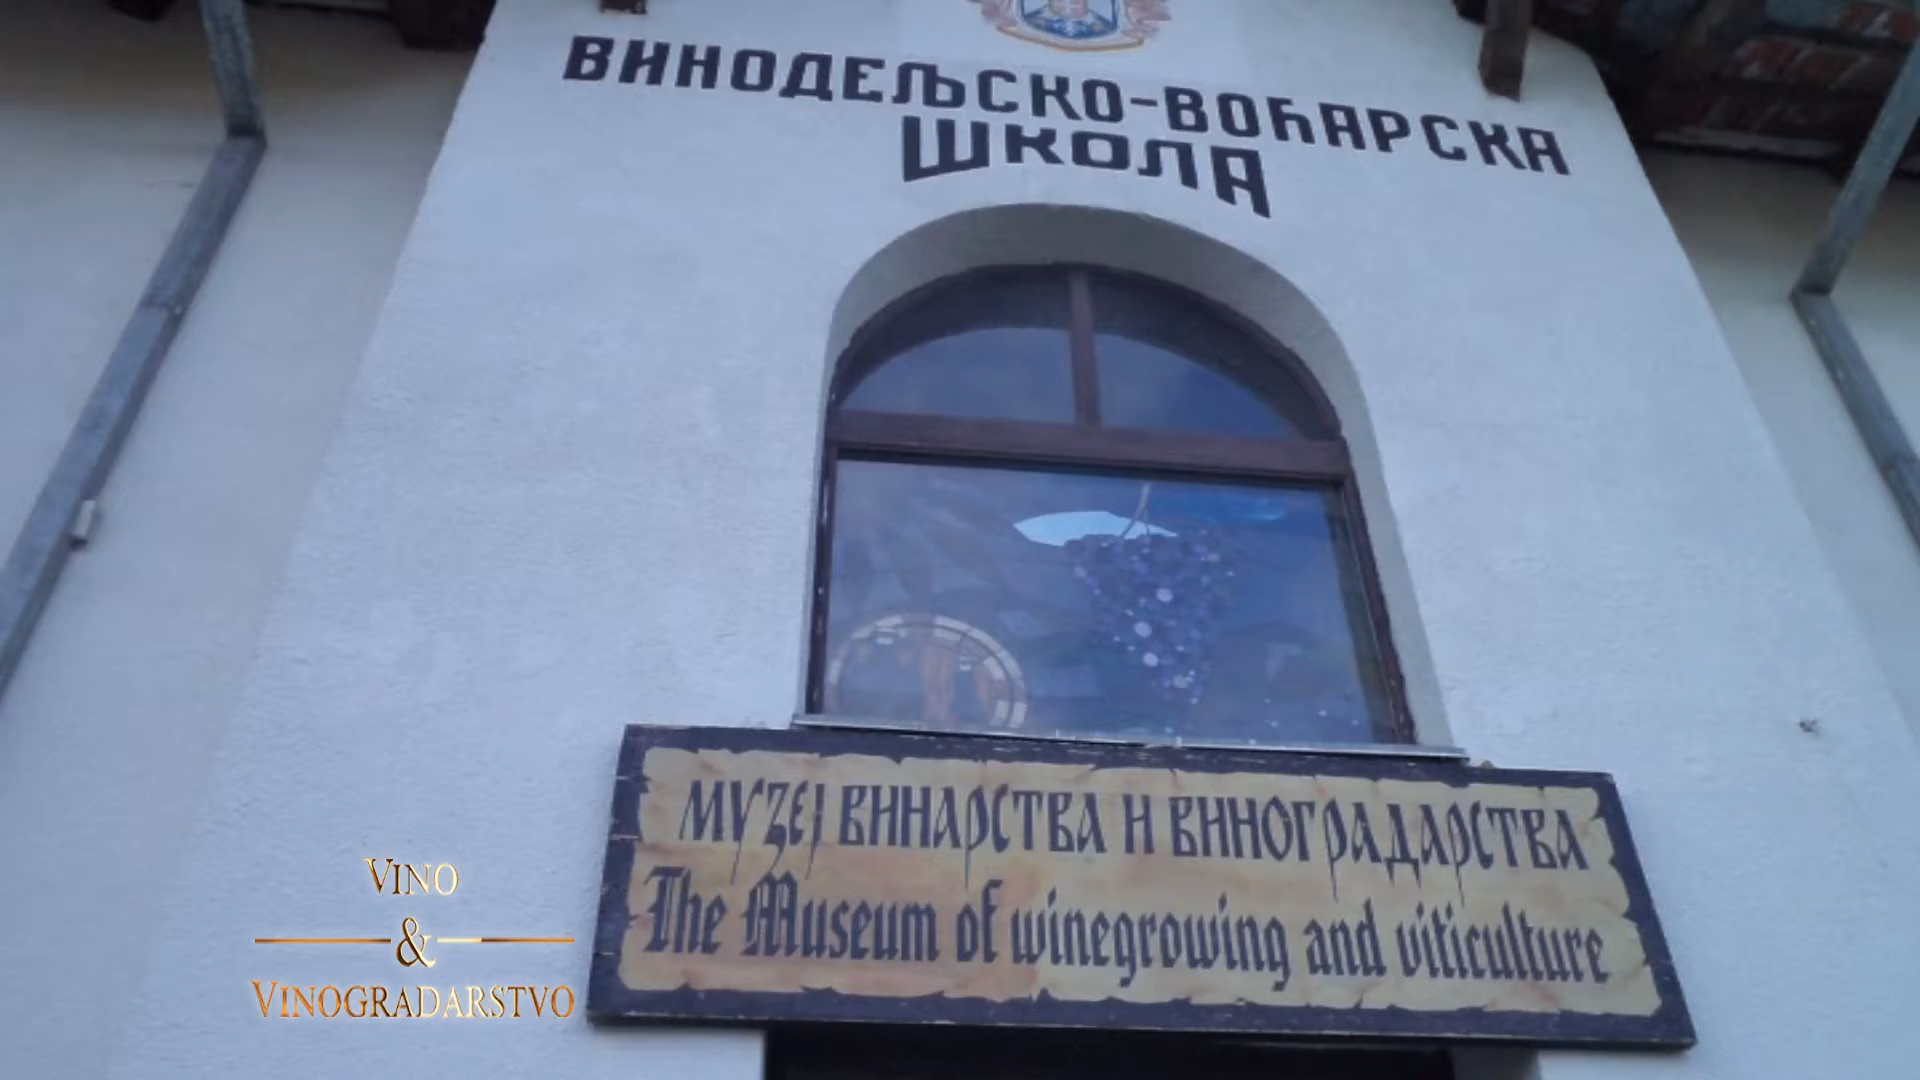 ВИНОДЕЉСКО-ВОЋАРСКА
ШКОЛА
МУЗЕЈ ВИНАРСТВА И ВИНОГРАДАРСТВА
The Museum of winegrowing and viticulture
VINO
&
VINOGRADARSTVO